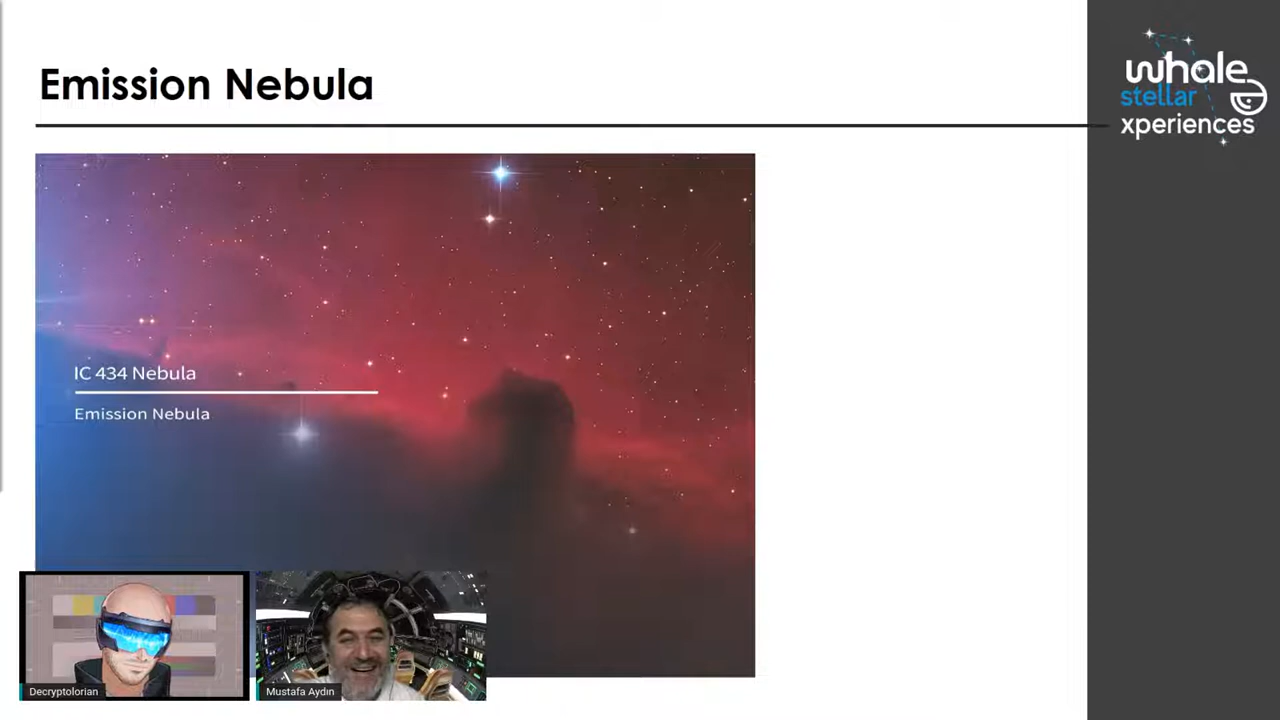 Emission Nebula
whale
stellar
xperiences
IC 434 Nebula
Emission Nebula
Decryptolorian
Mustafa Aydın